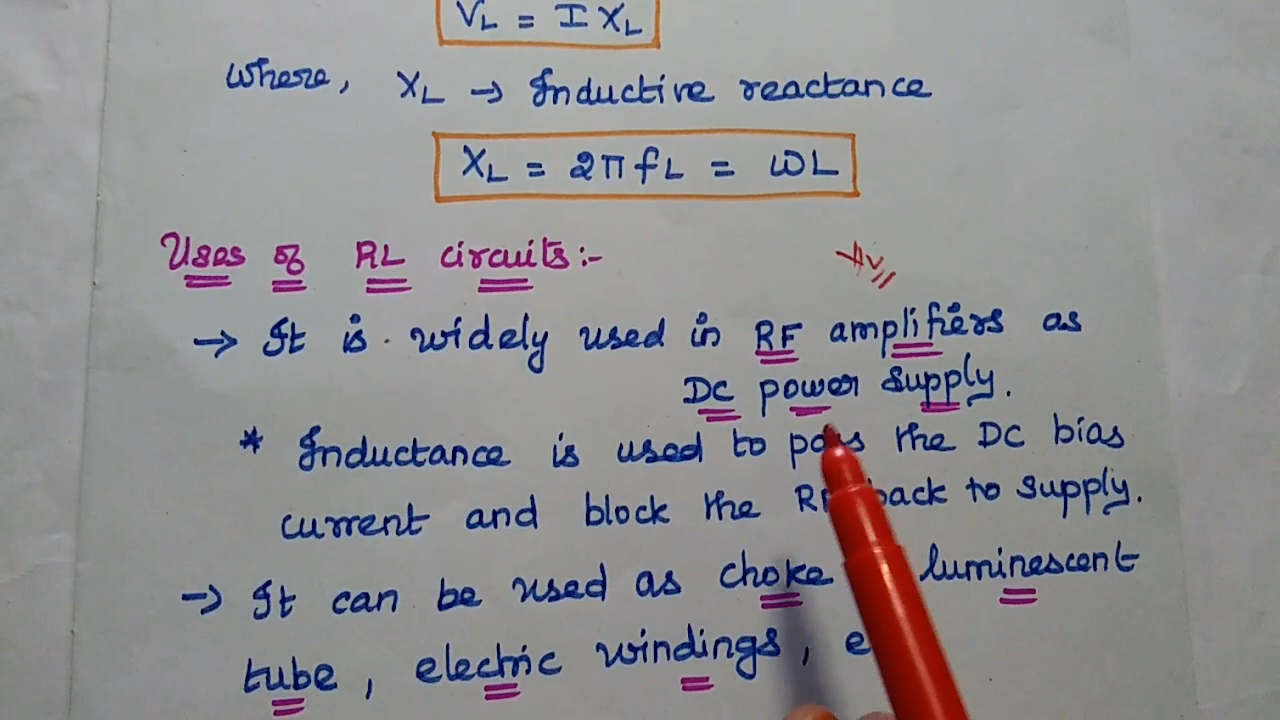 VL = I XL
Where, XL → Inductive reactance
XL = 2πfL = ωL
Uses of RL circuits:-
→ It is widely used in RF amplifiers as
DC power supply.
* Inductance is used to pass the DC bias
current and block the RF back to supply.
→ It can be used as choke luminescent
tube, electric windings,